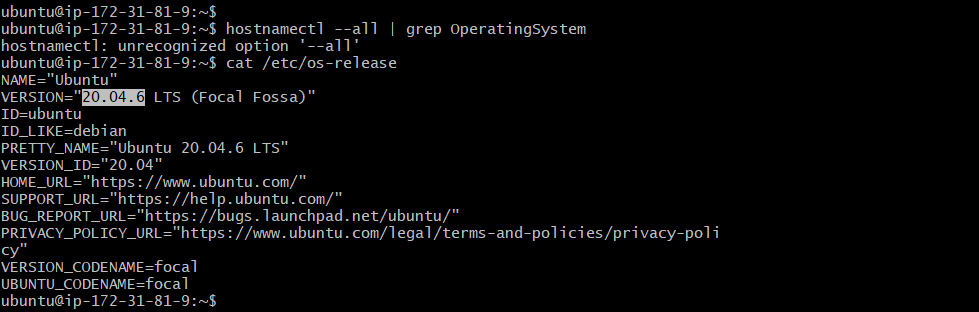 ubuntu@ip-172-31-81-9:~$
ubuntu@ip-172-31-81-9:~$ hostnamectl --all | grep OperatingSystem
hostnamectl: unrecognized option '--all'
ubuntu@ip-172-31-81-9:~$ cat /etc/os-release
NAME="Ubuntu"
VERSION="20.04.6 LTS (Focal Fossa)"
ID=ubuntu
ID_LIKE=debian
PRETTY_NAME="Ubuntu 20.04.6 LTS"
VERSION_ID="20.04"
HOME_URL="https://www.ubuntu.com/"
SUPPORT_URL="https://help.ubuntu.com/"
BUG_REPORT_URL="https://bugs.launchpad.net/ubuntu/"
PRIVACY_POLICY_URL="https://www.ubuntu.com/legal/terms-and-policies/privacy-poli
cy"
VERSION_CODENAME=focal
UBUNTU_CODENAME=focal
ubuntu@ip-172-31-81-9:~$